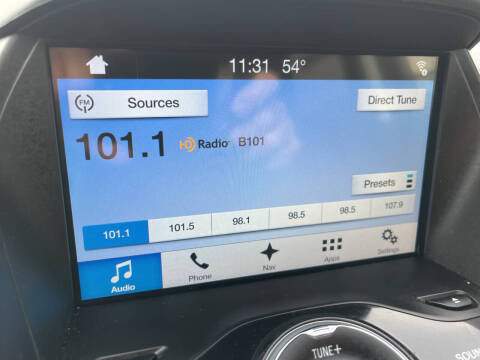 11:31 54°
FM Sources Direct Tune
101.1 HD Radio B101
Presets
101.1 101.5 98.1 98.5 98.5 107.9
Audio Phone Nav Apps Settings
TUNE+
SOUN